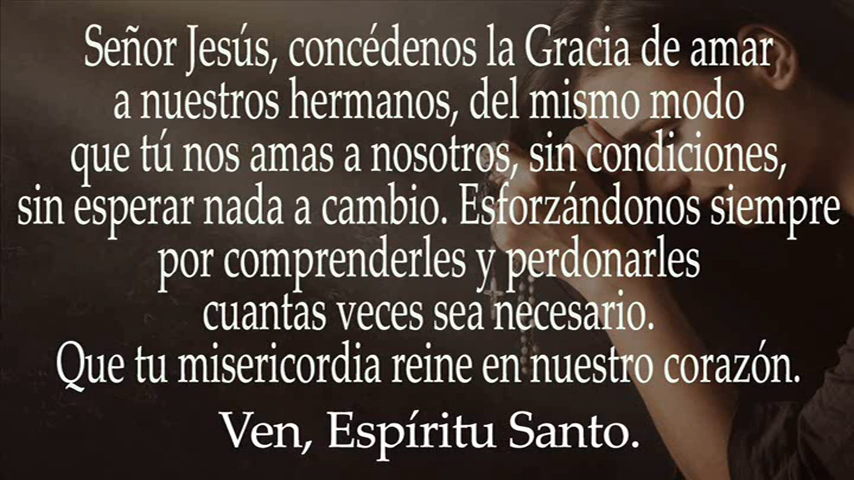 Señor Jesús, concédenos la Gracia de amar
a nuestros hermanos, del mismo modo
que tú nos amas a nosotros, sin condiciones,
sin esperar nada a cambio. Esforzándonos siempre
por comprenderles y perdonarles
cuantas veces sea necesario.
Que tu misericordia reine en nuestro corazón.
Ven, Espíritu Santo.